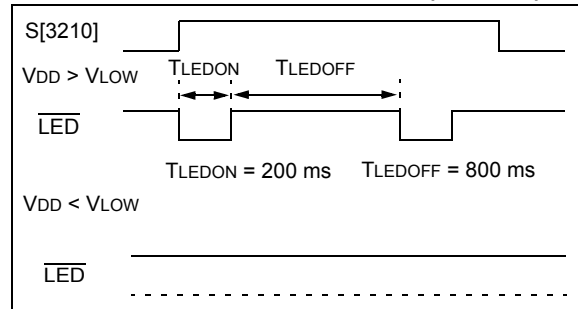 S[3210]
VDD > VLOW
TLEDON TLEDOFF
LED
TLEDON = 200 ms TLEDOFF = 800 ms
VDD < VLOW
LED